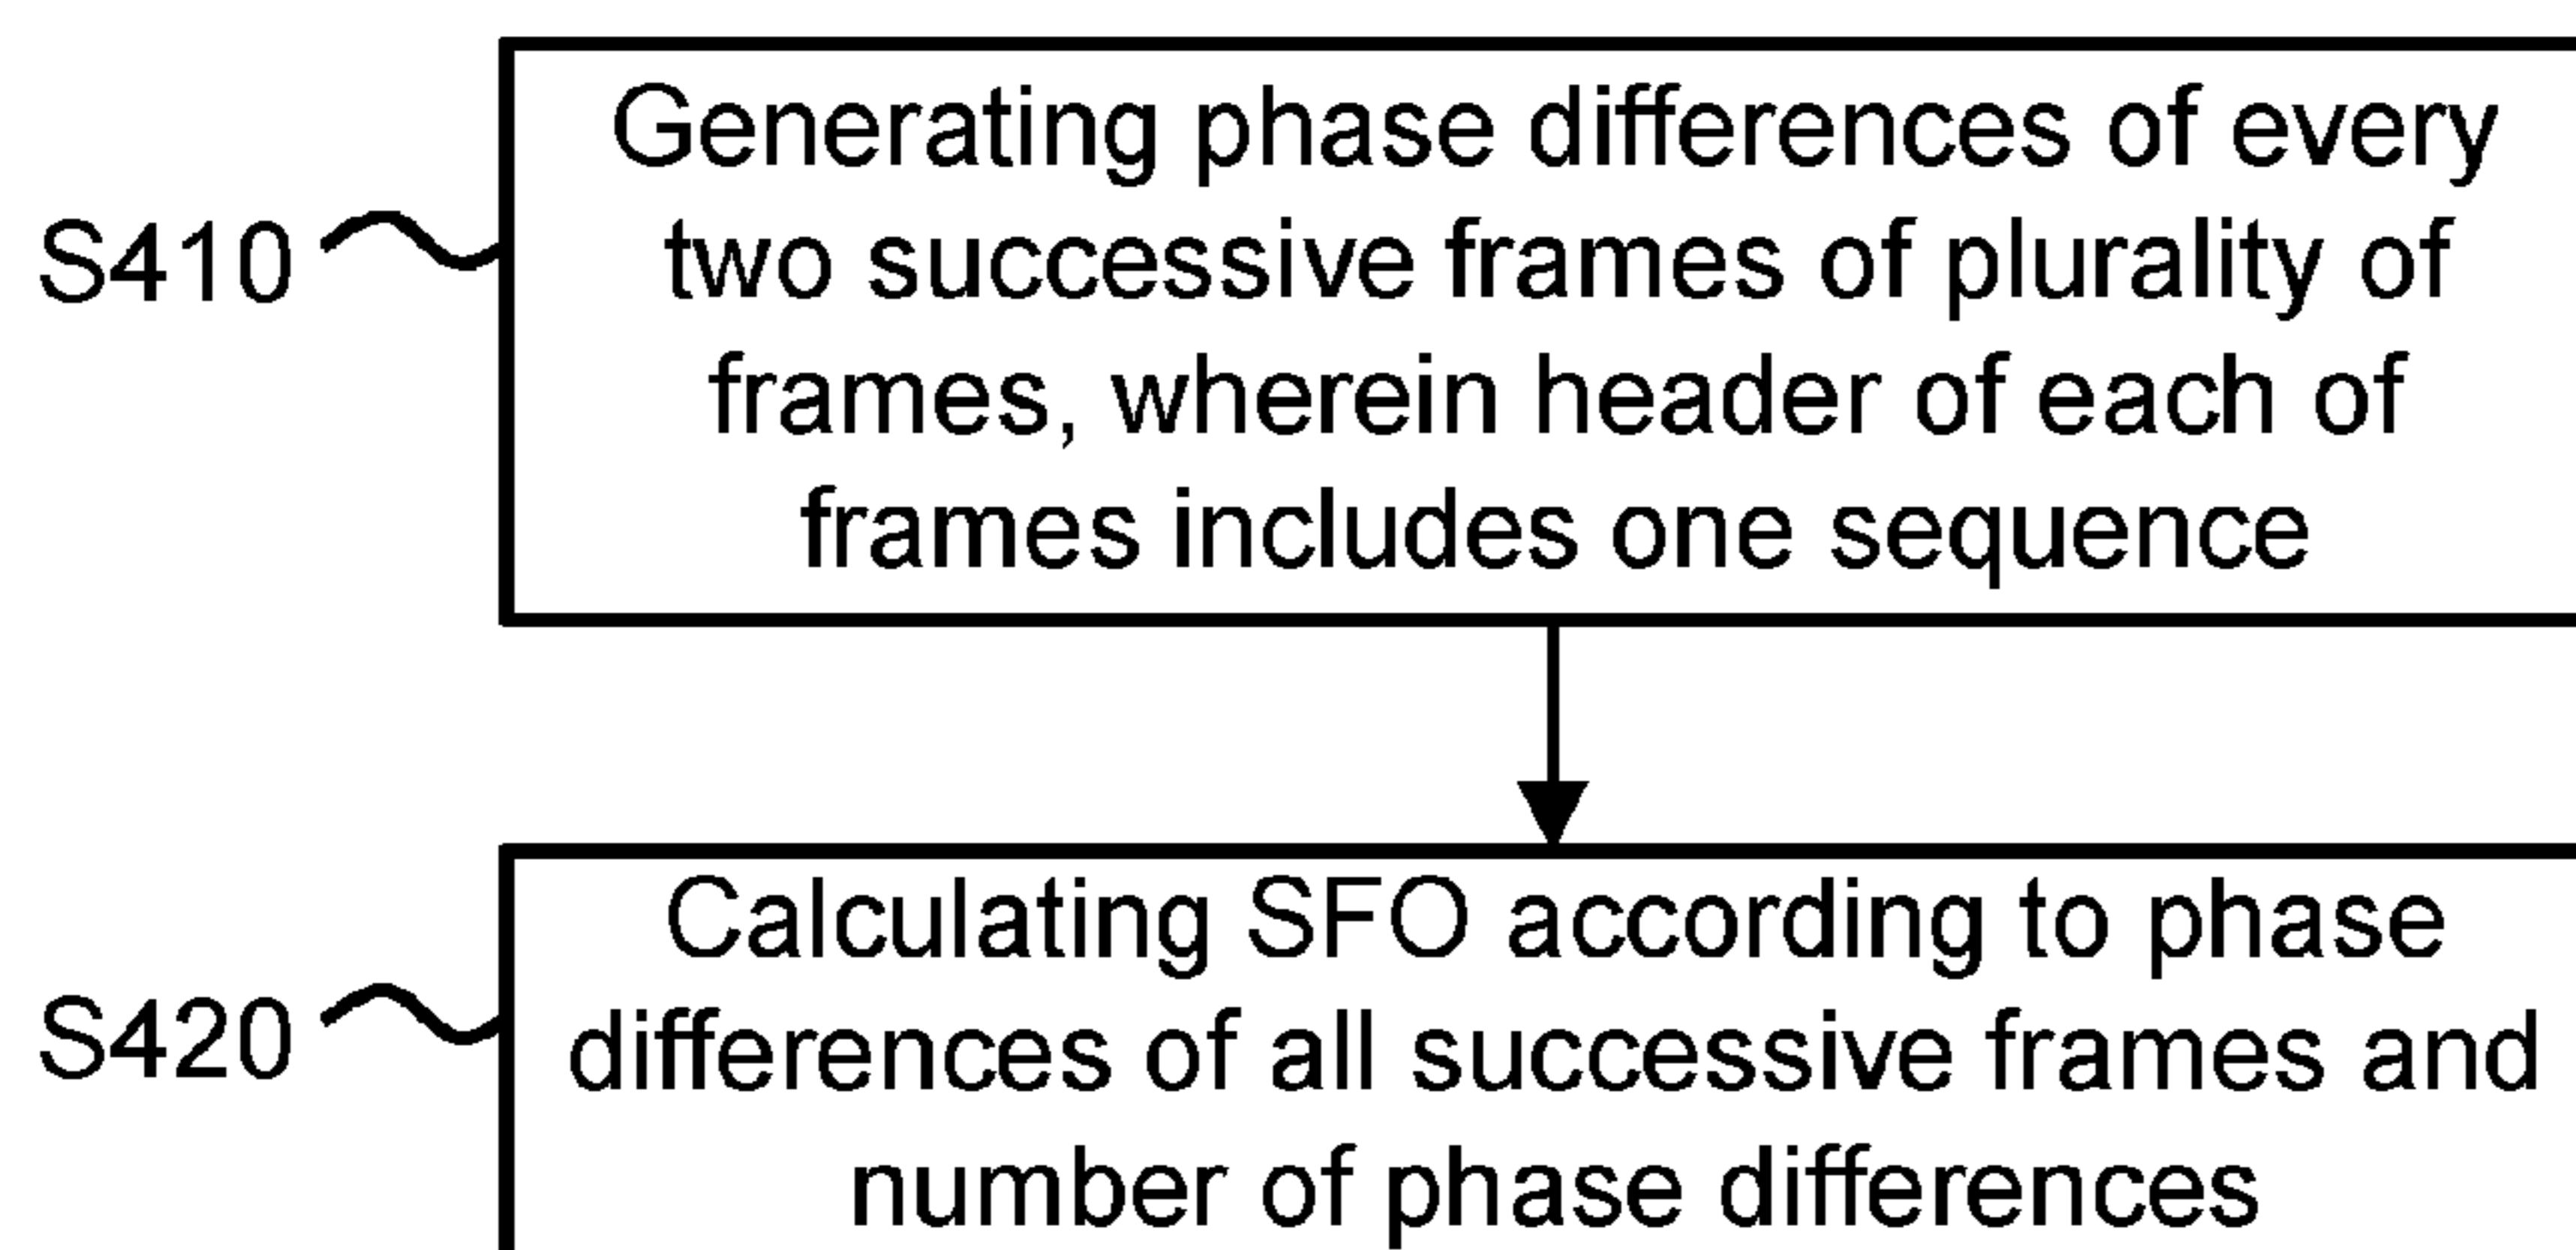 Generating phase differences of every
two successive frames of plurality of
S410
frames, wherein header of each of
frames includes one sequence
Calculating SFO according to phase
differences of all successive frames and
S420
number of phase differences